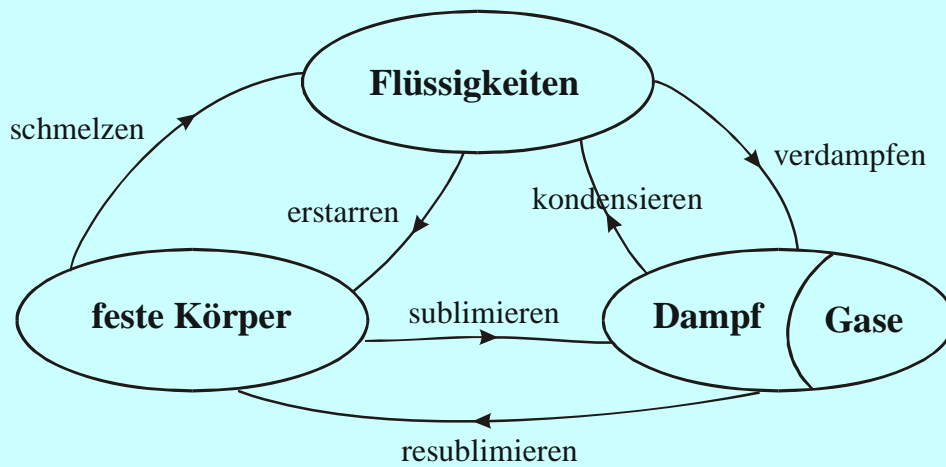 Flüssigkeiten
schmelzen
verdampfen
erstarren
kondensieren
feste Körper
sublimieren
Dampf
Gase
resublimieren